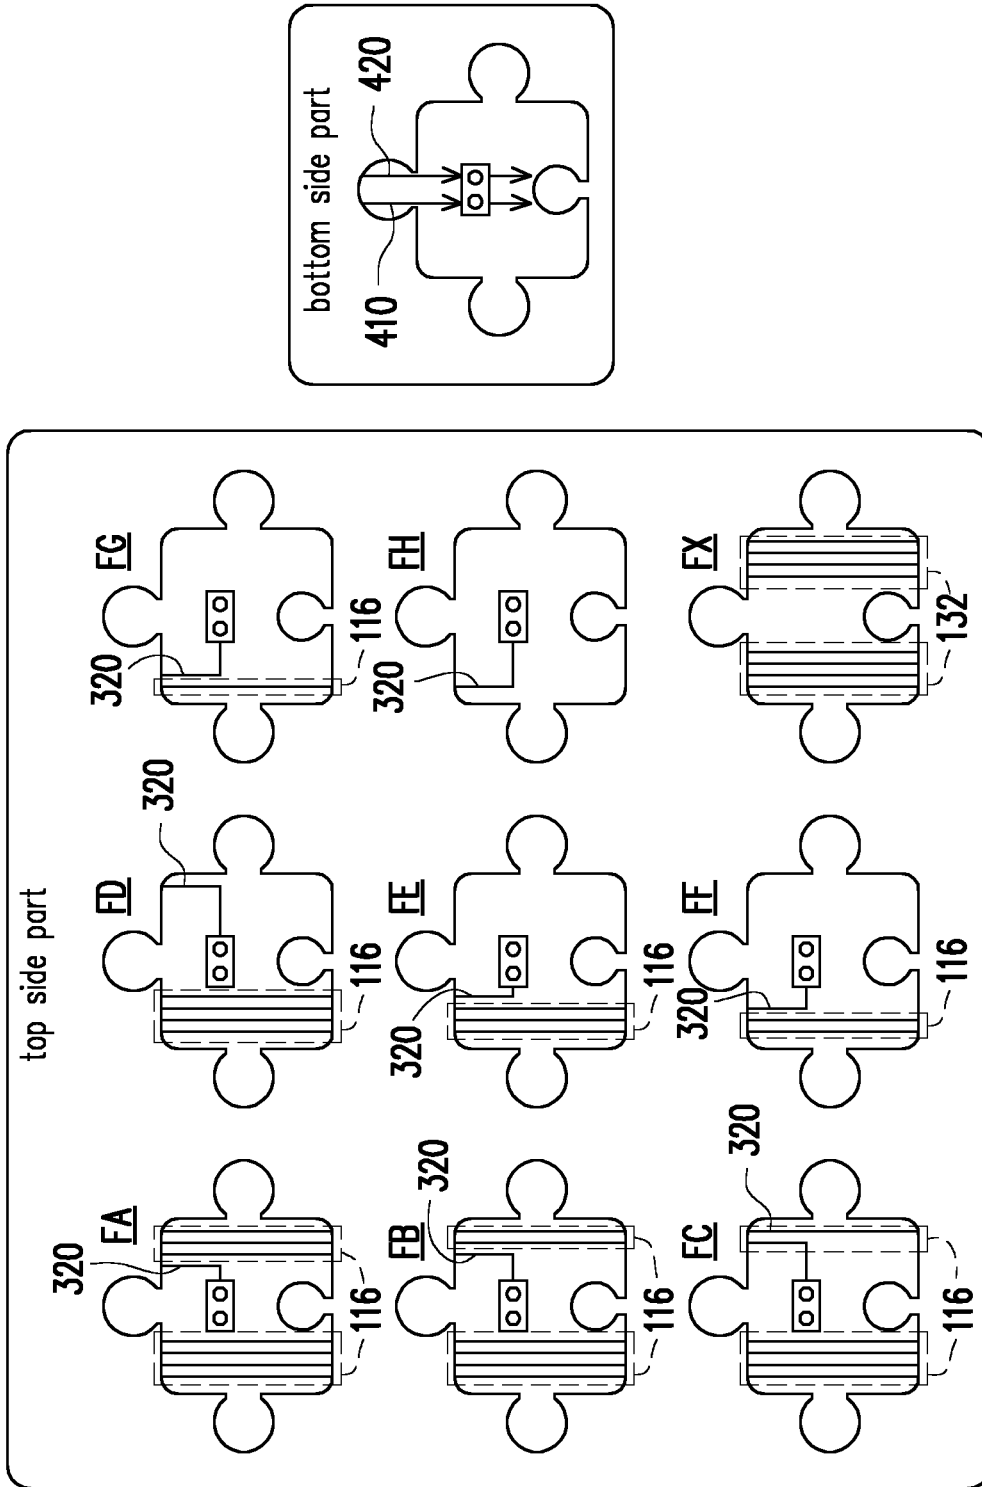 top side part
320 FA FD 320 320 FG
116 116 116
FB 320 320 FE 320 FH
116 116
FC 320 320 FF FX
116 116 132
bottom side part
410 420